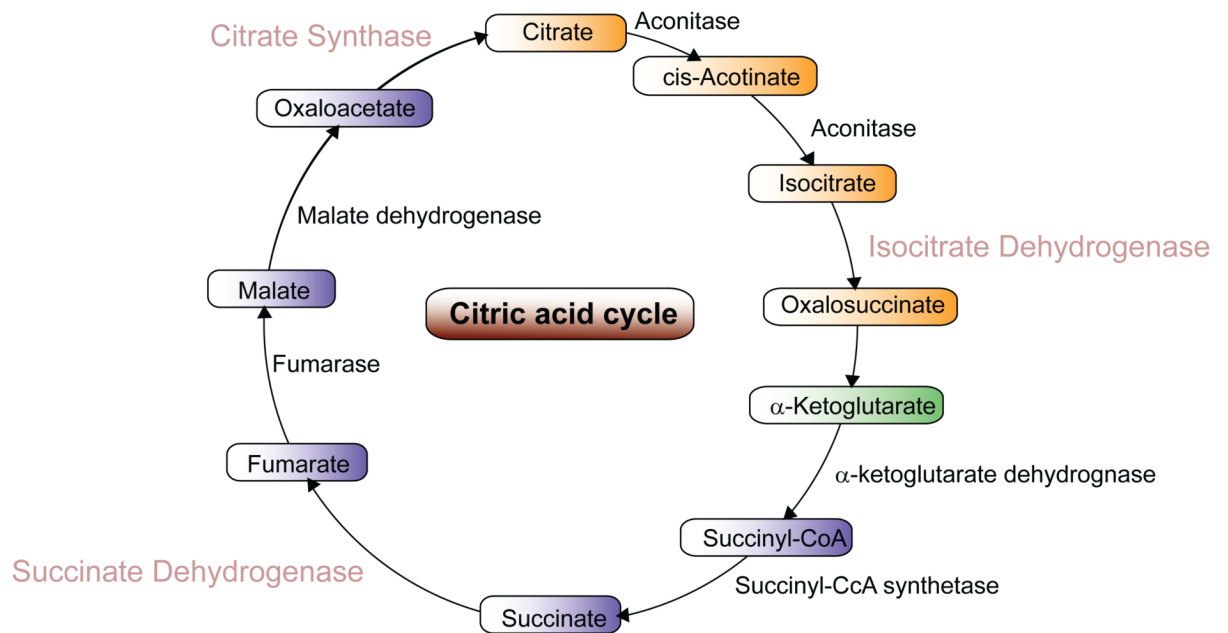 Citrate Synthase
Citrate
Aconitase
cis-Acotinate
Aconitase
Isocitrate
Isocitrate Dehydrogenase
Oxalosuccinate
α-Ketoglutarate
α-ketoglutarate dehydrognase
Succinyl-CoA
Succinyl-CcA synthetase
Succinate
Succinate Dehydrogenase
Fumarate
Fumarase
Malate
Malate dehydrogenase
Oxaloacetate
Citric acid cycle